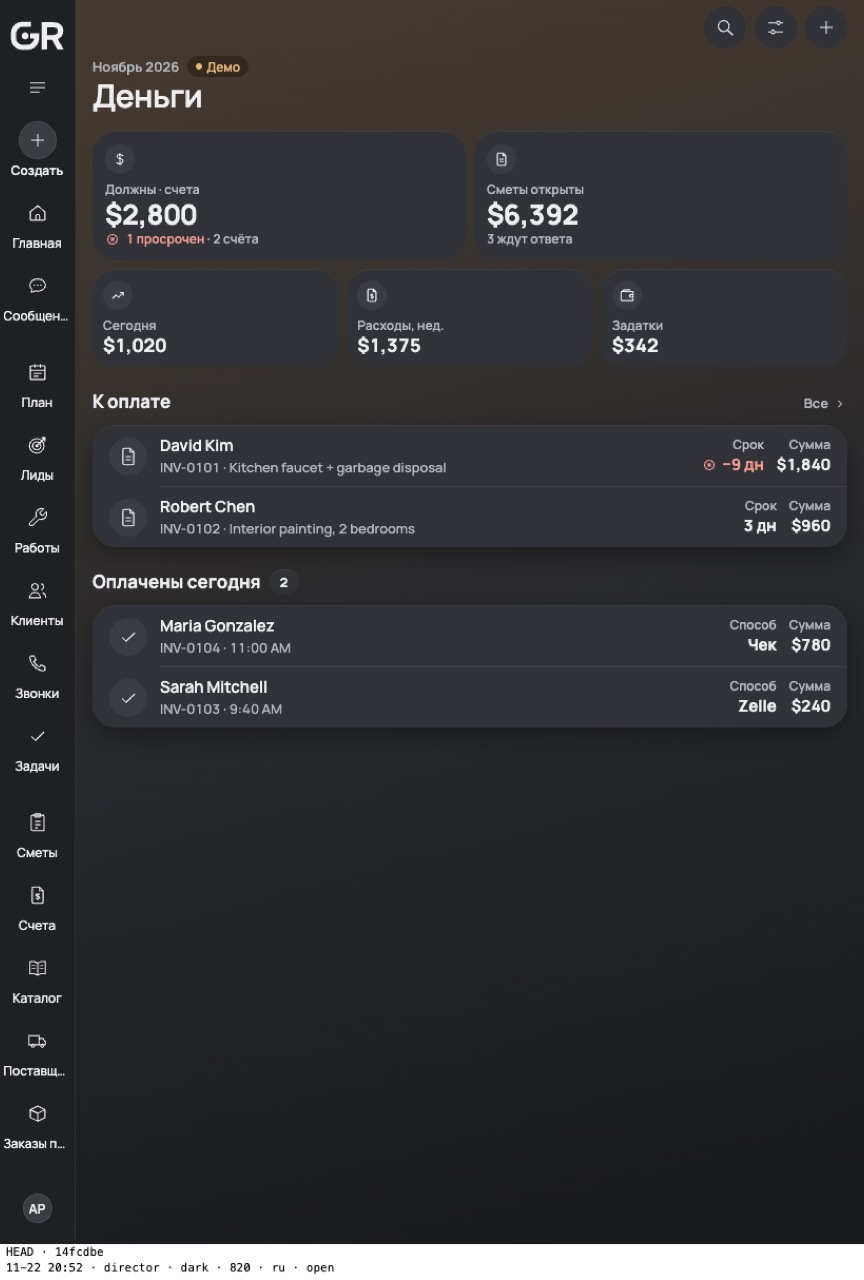 GR
Создать
Главная
Сообщен...
План
Лиды
Работы
Клиенты
Звонки
Задачи
Сметы
Счета
Каталог
Поставщ...
Заказы п...
AP
Ноябрь 2026 Демо
Деньги
$
Должны · счета
$2,800
1 просрочен · 2 счёта
Сметы открыты
$6,392
3 ждут ответа
Сегодня
$1,020
Расходы, нед.
$1,375
Задатки
$342
К оплате
Все
David Kim
INV-0101 · Kitchen faucet + garbage disposal
Срок Сумма
−9 дн $1,840
Robert Chen
INV-0102 · Interior painting, 2 bedrooms
Срок Сумма
3 дн $960
Оплачены сегодня 2
Maria Gonzalez
INV-0104 · 11:00 AM
Способ Сумма
Чек $780
Sarah Mitchell
INV-0103 · 9:40 AM
Способ Сумма
Zelle $240
HEAD · 14fcdbe
11-22 20:52 · director · dark · 820 · ru · open